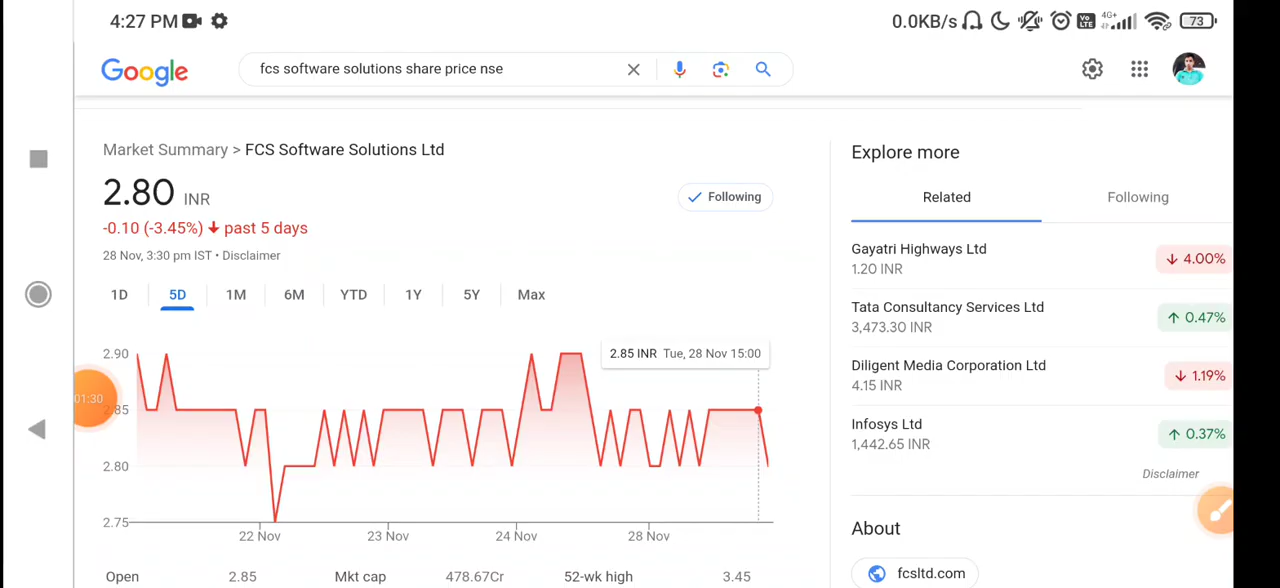 4:27 PM
0.0KB/s
Vo LTE
4G+
73
Google
fcs software solutions share price nse
Market Summary > FCS Software Solutions Ltd
2.80 INR
Following
-0.10 (-3.45%) ↓ past 5 days
28 Nov, 3:30 pm IST • Disclaimer
1D 5D 1M 6M YTD 1Y 5Y Max
2.90
2.85
2.80
2.75
2.85 INR Tue, 28 Nov 15:00
01:30
22 Nov 23 Nov 24 Nov 28 Nov
Open 2.85 Mkt cap 478.67Cr 52-wk high 3.45
Explore more
Related Following
Gayatri Highways Ltd
1.20 INR
↓ 4.00%
Tata Consultancy Services Ltd
3,473.30 INR
↑ 0.47%
Diligent Media Corporation Ltd
4.15 INR
↓ 1.19%
Infosys Ltd
1,442.65 INR
↑ 0.37%
Disclaimer
About
fcsltd.com